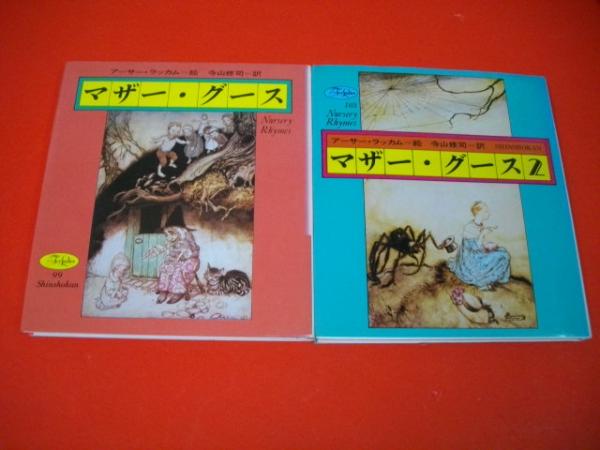 アーサー・ラッカム=絵 寺山修司=訳
マザー・グース
Nursery
Rhymes
99
Shinshokan
103
Nursery
Rhymes
アーサー・ラッカム=絵 寺山修司=訳 SHINSHOKAN
マザー・グース2